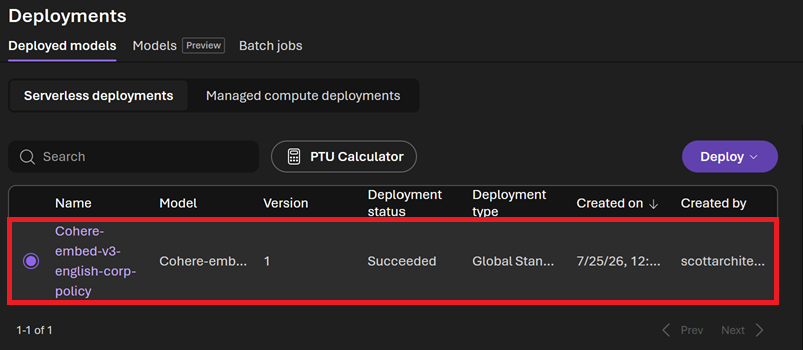 Deployments
Deployed models Models Preview Batch jobs
Serverless deployments Managed compute deployments
Search PTU Calculator Deploy
Name Model Version Deployment status Deployment type Created on ↓ Created by
Cohere-embed-v3-english-corp-policy Cohere-emb... 1 Succeeded Global Stan... 7/25/26, 12:... scottarchite...
1-1 of 1 Prev Next